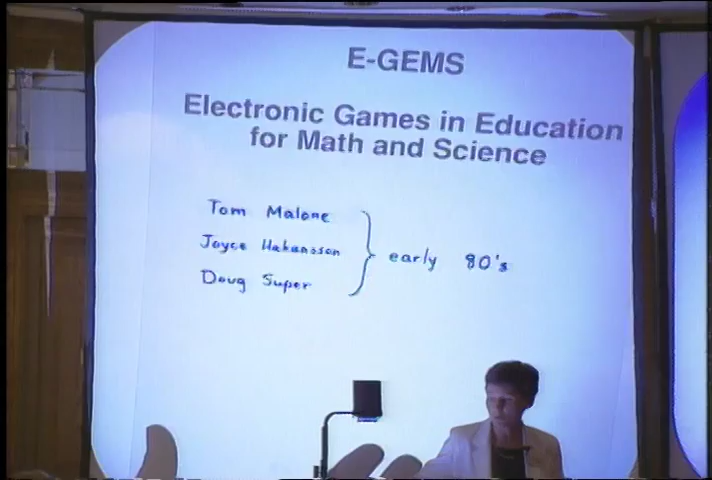 E-GEMS
Electronic Games in Education
for Math and Science
Tom Malone
Joyce Hakansson
Doug Super
early 80's